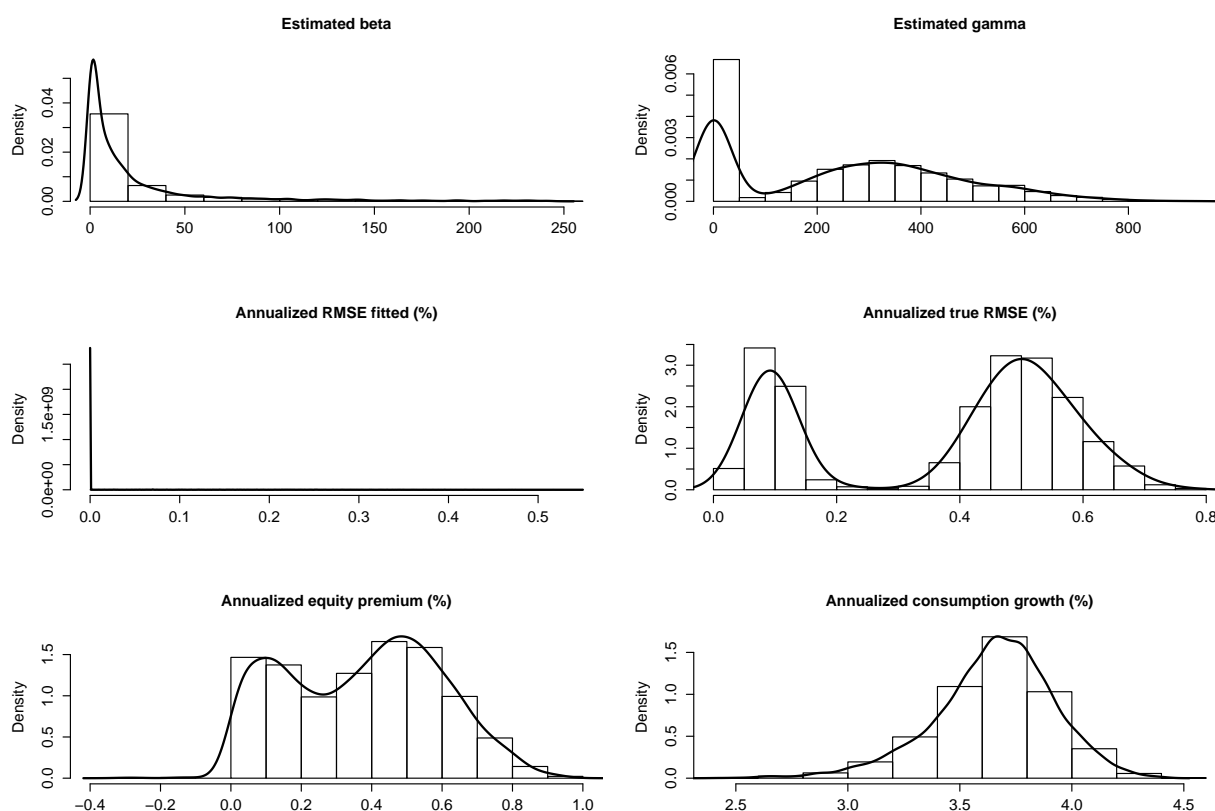 Estimated beta
Density
0.00 0.02 0.04
0 50 100 150 200 250
Estimated gamma
Density
0.000 0.003 0.006
0 200 400 600 800
Annualized RMSE fitted (%)
Density
0.0e+00 1.5e+09
0.0 0.1 0.2 0.3 0.4 0.5
Annualized true RMSE (%)
Density
0.0 1.0 2.0 3.0
0.0 0.2 0.4 0.6 0.8
Annualized equity premium (%)
Density
0.0 0.5 1.0 1.5
−0.4 −0.2 0.0 0.2 0.4 0.6 0.8 1.0
Annualized consumption growth (%)
Density
0.0 0.5 1.0 1.5
2.5 3.0 3.5 4.0 4.5